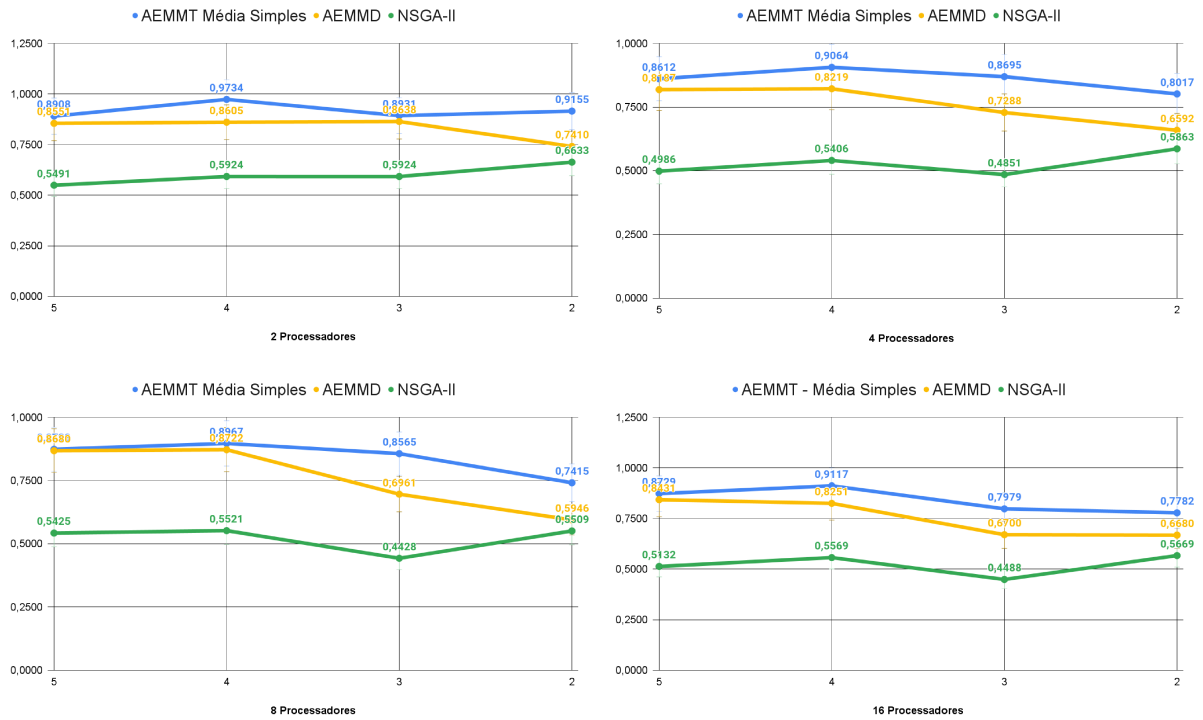 AEMMT Média Simples AEMMD NSGA-II
1,2500
1,0000
0,7500
0,5000
0,2500
0,0000
0,8908 0,9734 0,8931 0,9155
0,8551 0,8605 0,8638 0,7410
0,5491 0,5924 0,5924 0,6633
5 4 3 2
2 Processadores
AEMMT Média Simples AEMMD NSGA-II
1,0000
0,7500
0,5000
0,2500
0,0000
0,8612 0,9064 0,8695 0,8017
0,8187 0,8219 0,7288 0,6592
0,4986 0,5406 0,4851 0,5863
5 4 3 2
4 Processadores
AEMMT Média Simples AEMMD NSGA-II
1,0000
0,7500
0,5000
0,2500
0,0000
0,8967 0,8565 0,7415
0,8680 0,8722 0,6961 0,5946
0,5425 0,5521 0,4428 0,5509
5 4 3 2
8 Processadores
AEMMT - Média Simples AEMMD NSGA-II
1,2500
1,0000
0,7500
0,5000
0,2500
0,0000
0,8729 0,9117 0,7979 0,7782
0,8431 0,8251 0,6700 0,6680
0,5132 0,5569 0,4488 0,5669
5 4 3 2
16 Processadores